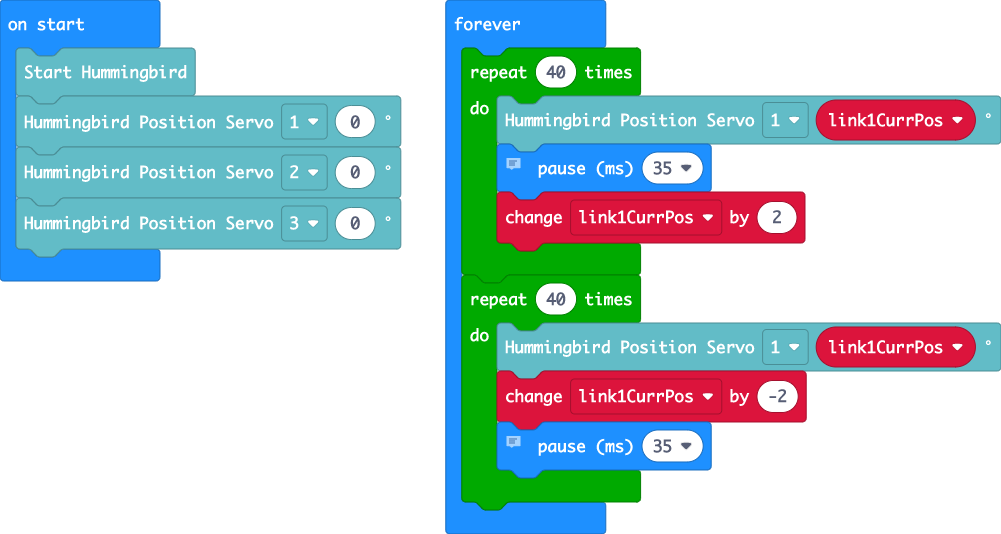 on start
Start Hummingbird
Hummingbird Position Servo 1 0 °
Hummingbird Position Servo 2 0 °
Hummingbird Position Servo 3 0 °
forever
repeat 40 times
do
Hummingbird Position Servo 1 link1CurrPos °
pause (ms) 35
change link1CurrPos by 2
repeat 40 times
do
Hummingbird Position Servo 1 link1CurrPos °
change link1CurrPos by -2
pause (ms) 35